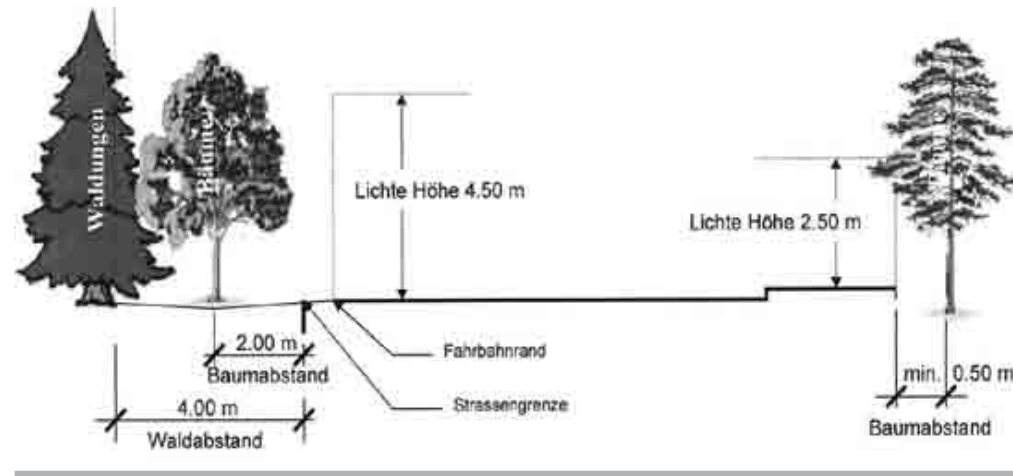 Waldungen
Bäume
Lichte Höhe 4.50 m
Lichte Höhe 2.50 m
2.00 m
Baumabstand
4.00 m
Waldabstand
Fahrbahnrand
Strassengrenze
min. 0.50 m
Baumabstand